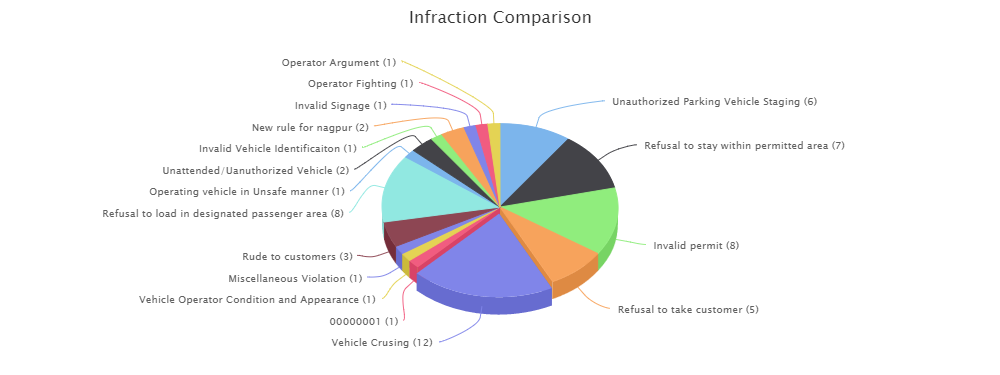 Infraction Comparison
Operator Argument (1)
Operator Fighting (1)
Invalid Signage (1)
New rule for nagpur (2)
Invalid Vehicle Identificaiton (1)
Unattended/Uanuthorized Vehicle (2)
Operating vehicle in Unsafe manner (1)
Refusal to load in designated passenger area (8)
Rude to customers (3)
Miscellaneous Violation (1)
Vehicle Operator Condition and Appearance (1)
00000001 (1)
Vehicle Crusing (12)
Unauthorized Parking Vehicle Staging (6)
Refusal to stay within permitted area (7)
Invalid permit (8)
Refusal to take customer (5)